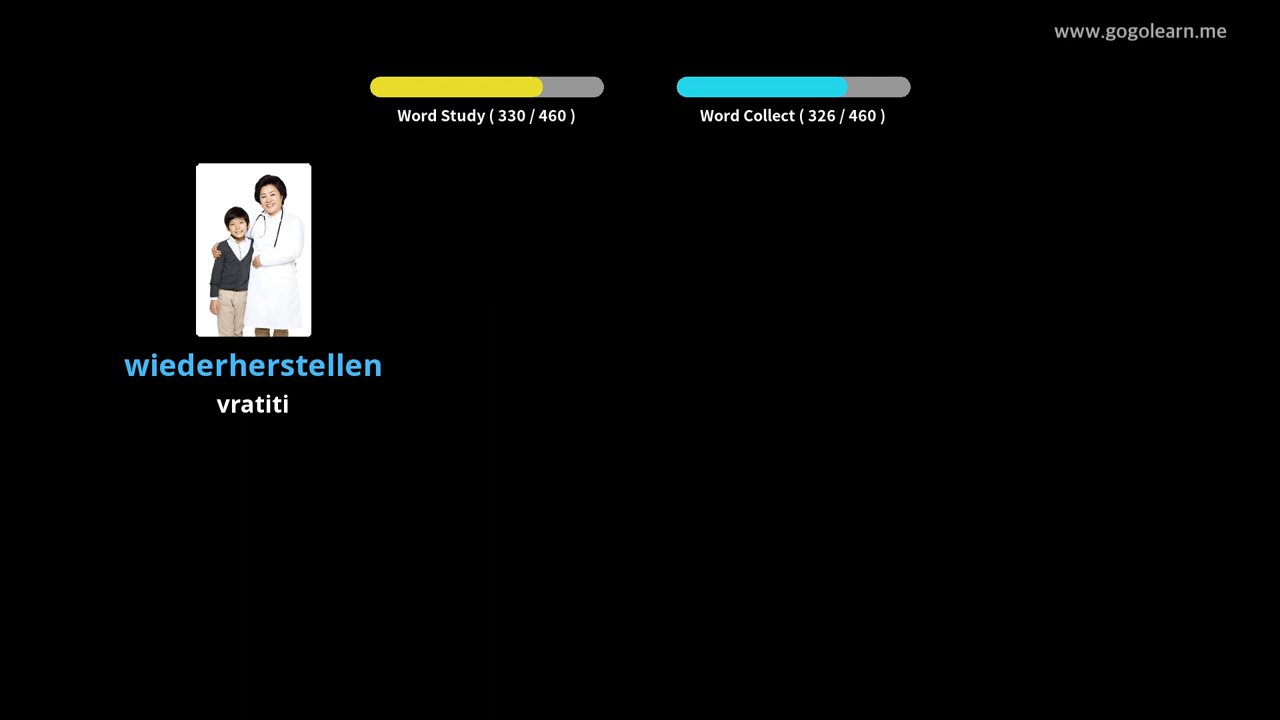 www.gogolearn.me
Word Study ( 330 / 460 )
Word Collect ( 326 / 460 )
wiederherstellen
vratiti